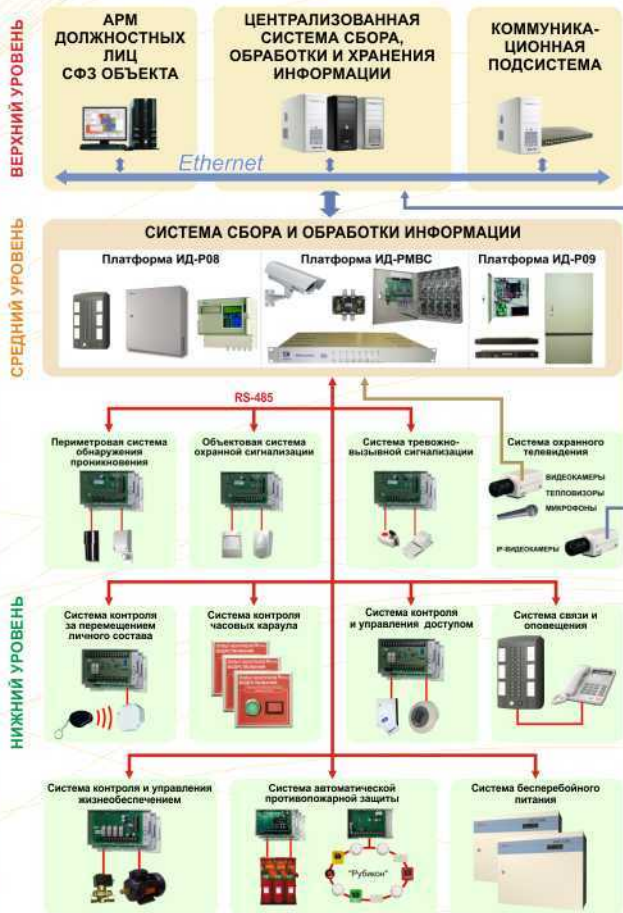 ВЕРХНИЙ УРОВЕНЬ
АРМ
ДОЛЖНОСТНЫХ
ЛИЦ
СФЗ ОБЪЕКТА
ЦЕНТРАЛИЗОВАННАЯ
СИСТЕМА СБОРА,
ОБРАБОТКИ И ХРАНЕНИЯ
ИНФОРМАЦИИ
КОММУНИКА-
ЦИОННАЯ
ПОДСИСТЕМА
Ethernet
СРЕДНИЙ УРОВЕНЬ
СИСТЕМА СБОРА И ОБРАБОТКИ ИНФОРМАЦИИ
Платформа ИД-Р08
Платформа ИД-РМВС
Платформа ИД-Р09
RS-485
НИЖНИЙ УРОВЕНЬ
Периметровая система
обнаружения
проникновения
Объектовая система
охранной сигнализации
Система тревожно-
вызывной сигнализации
Система охранного
телевидения
ВИДЕОКАМЕРЫ
ТЕПЛОВИЗОРЫ
МИКРОФОНЫ
IP-ВИДЕОКАМЕРЫ
Система контроля
за перемещением
личного состава
Система контроля
часовых караула
Система контроля
и управления доступом
Система связи и
оповещения
Система контроля и управления
жизнеобеспечением
Система автоматической
противопожарной защиты
"Рубикон"
Система бесперебойного
питания